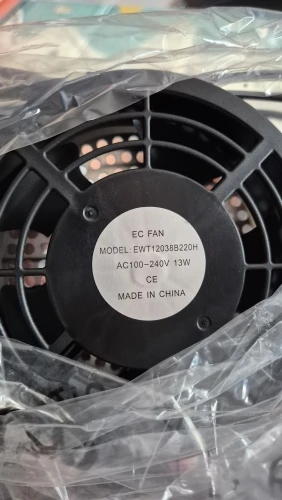 EC FAN
MODEL: EWT12038B220H
AC100-240V 13W
CE
MADE IN CHINA